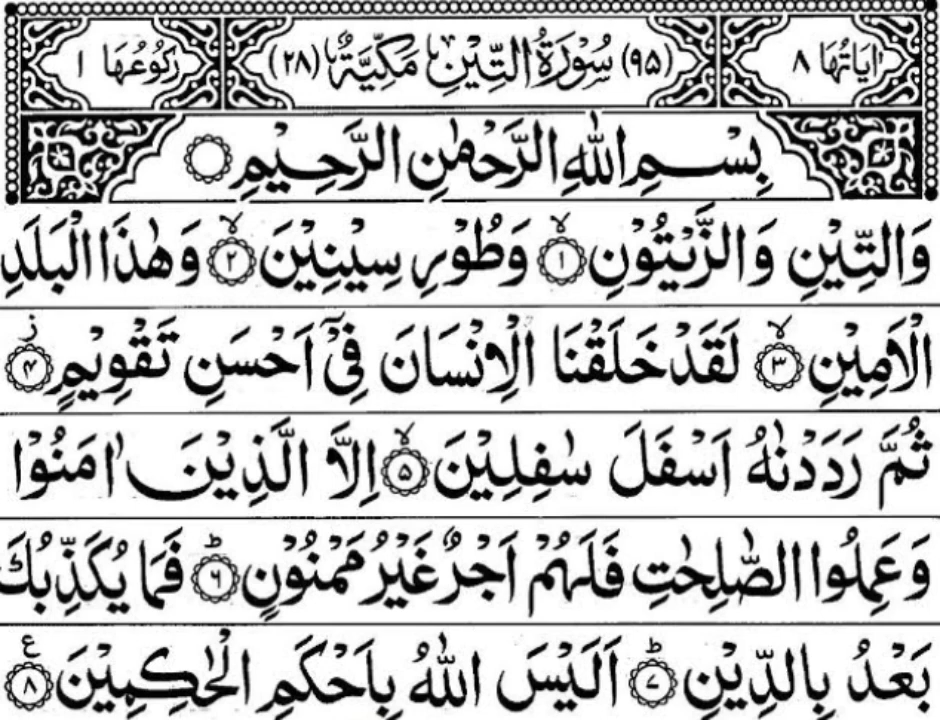 اٰيَاتُهَا ٨ (٩٥) سُوْرَةُ التِّيْنِ مَكِّيَّةٌ (٢٨) رُكُوْعُهَا ١
بِسْمِ اللّٰهِ الرَّحْمٰنِ الرَّحِيْمِ
وَالتِّيْنِ وَالزَّيْتُوْنِ ۙ﴿١﴾ وَطُوْرِ سِيْنِيْنَ ۙ﴿٢﴾ وَهٰذَا الْبَلَدِ
الْاَمِيْنِ ۙ﴿٣﴾ لَقَدْ خَلَقْنَا الْاِنْسَانَ فِيْۤ اَحْسَنِ تَقْوِيْمٍ ز﴿٤﴾
ثُمَّ رَدَدْنٰهُ اَسْفَلَ سٰفِلِيْنَ ۙ﴿٥﴾ اِلَّا الَّذِيْنَ اٰمَنُوْا
وَعَمِلُوا الصّٰلِحٰتِ فَلَهُمْ اَجْرٌ غَيْرُ مَمْنُوْنٍ ؕ﴿٦﴾ فَمَا يُكَذِّبُكَ
بَعْدُ بِالدِّيْنِ ؕ﴿٧﴾ اَلَيْسَ اللّٰهُ بِاَحْكَمِ الْحٰكِمِيْنَ ع﴿٨﴾